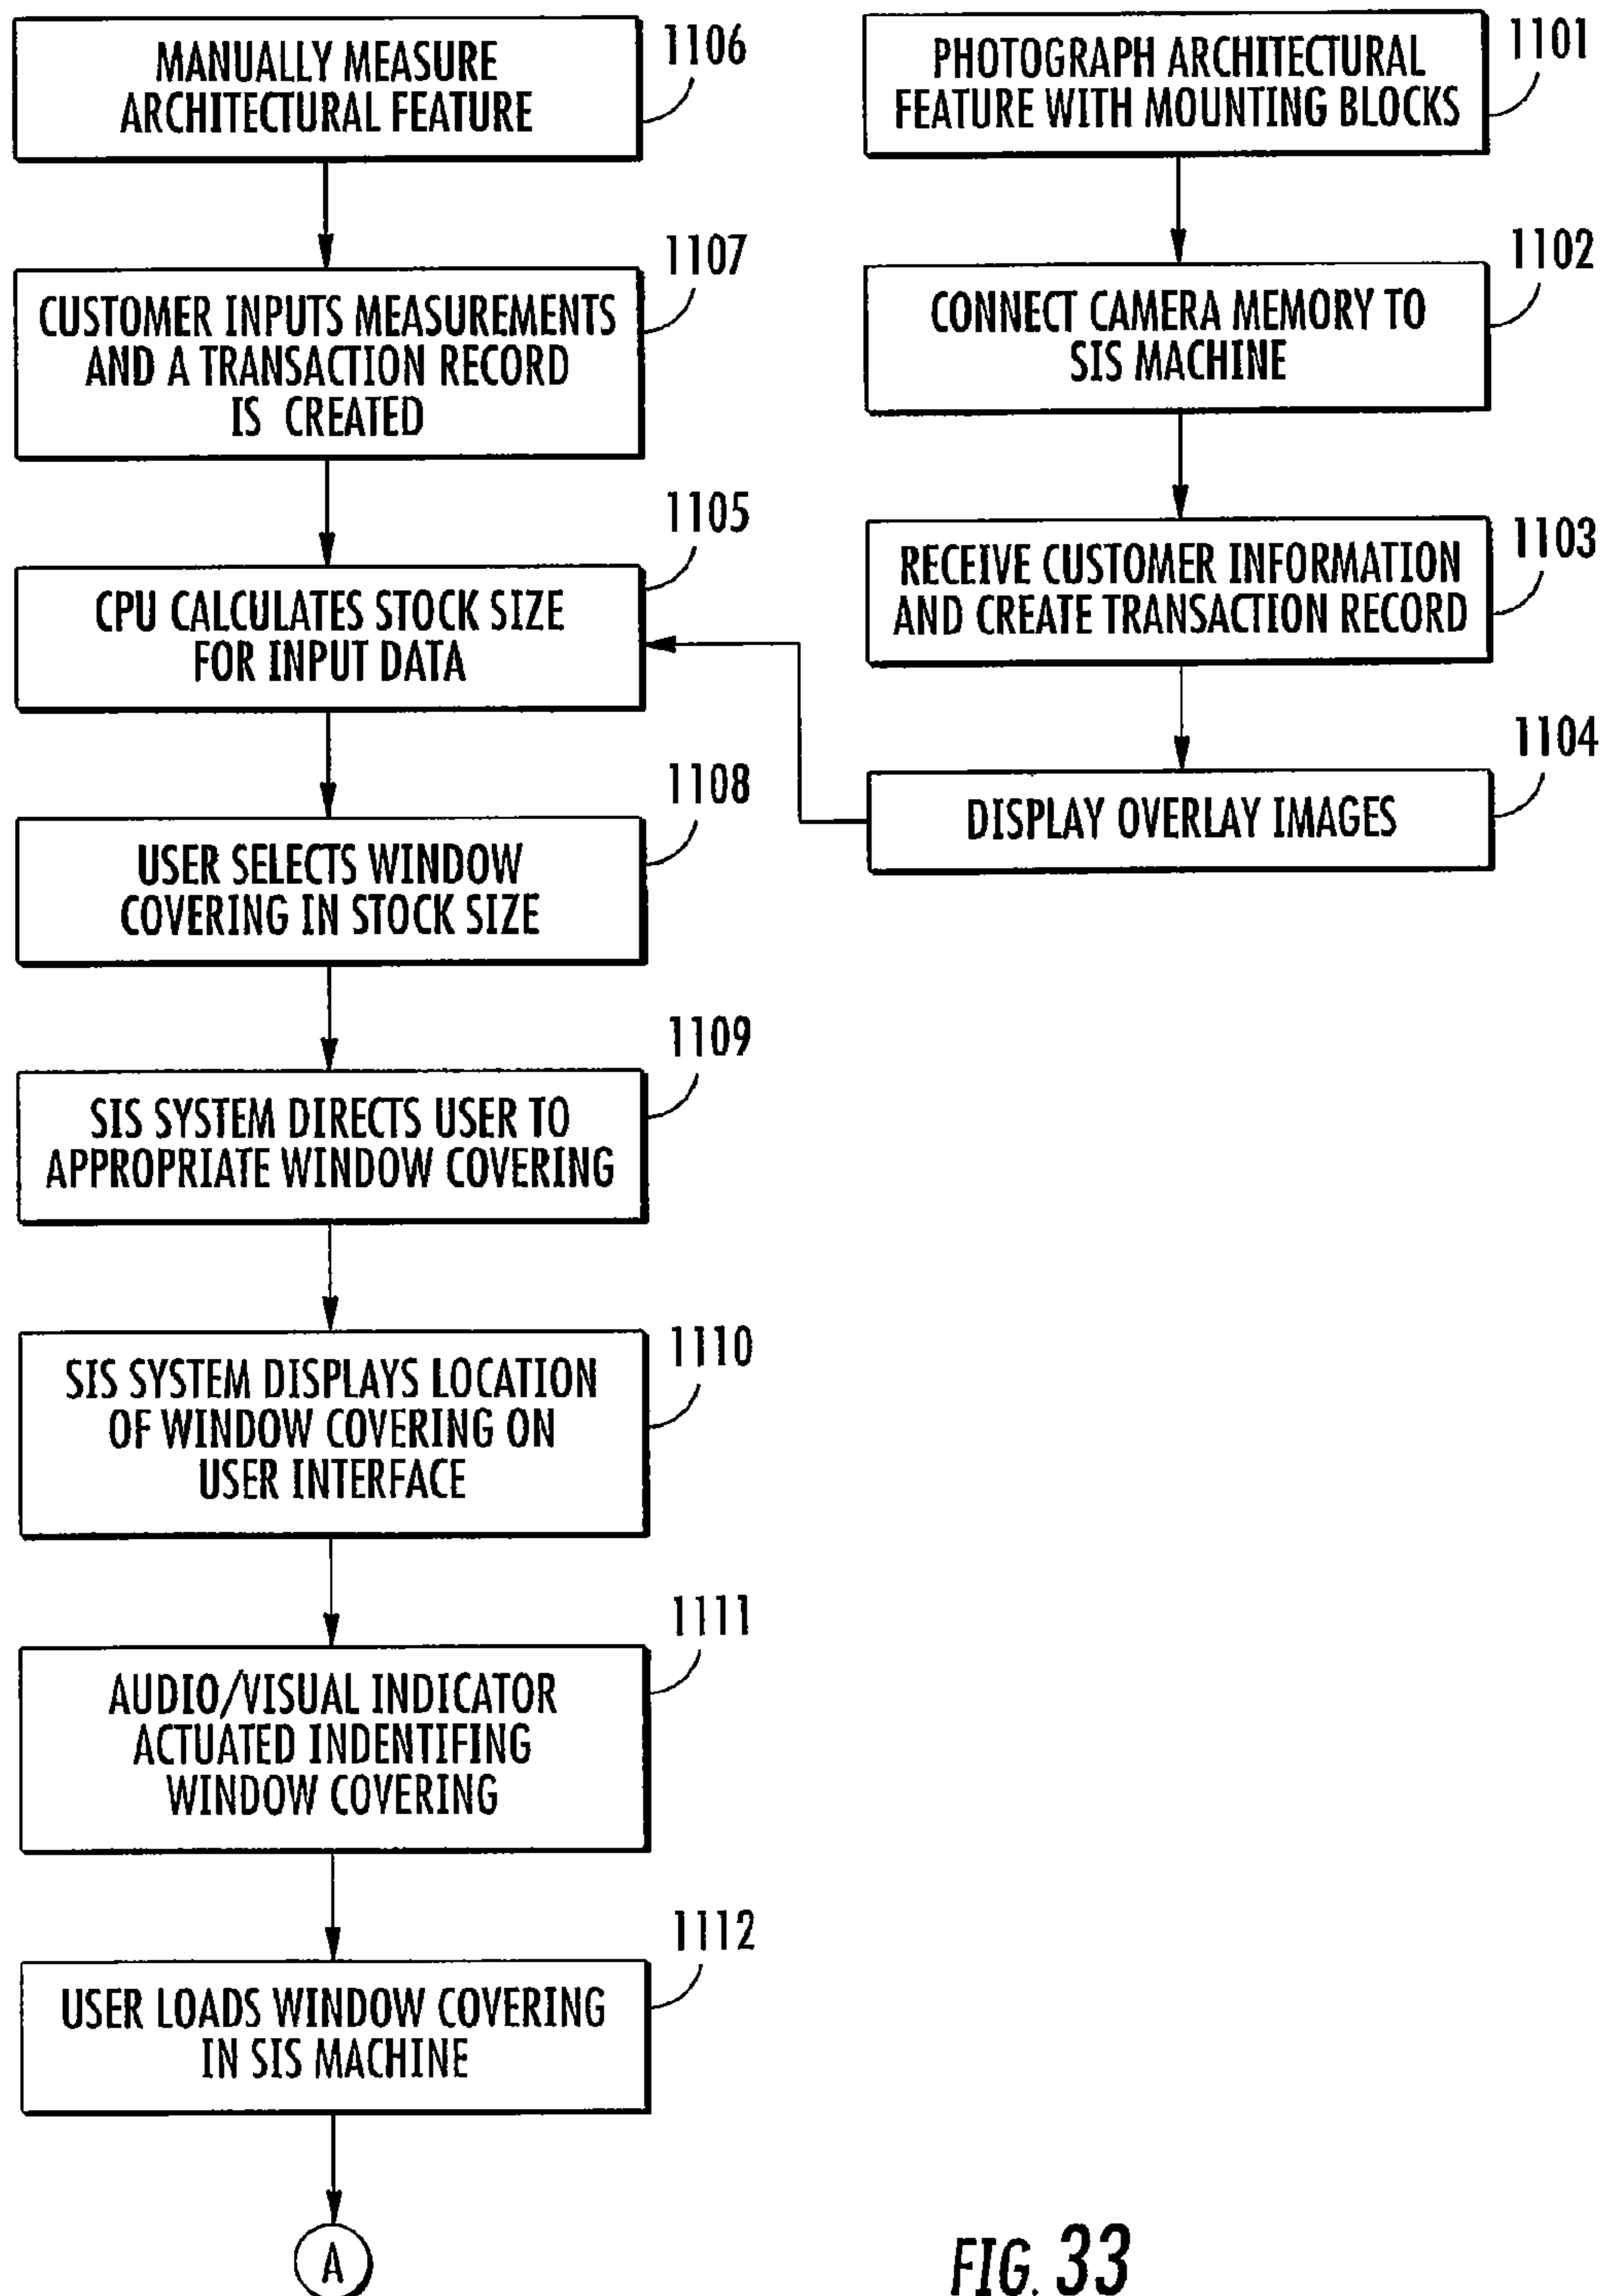 MANUALLY MEASURE
ARCHITECTURAL FEATURE
1106
CUSTOMER INPUTS MEASUREMENTS
AND A TRANSACTION RECORD
IS CREATED
1107
CPU CALCULATES STOCK SIZE
FOR INPUT DATA
1105
USER SELECTS WINDOW
COVERING IN STOCK SIZE
1108
SIS SYSTEM DIRECTS USER TO
APPROPRIATE WINDOW COVERING
1109
SIS SYSTEM DISPLAYS LOCATION
OF WINDOW COVERING ON
USER INTERFACE
1110
AUDIO/VISUAL INDICATOR
ACTUATED INDENTIFING
WINDOW COVERING
1111
USER LOADS WINDOW COVERING
IN SIS MACHINE
1112
A
PHOTOGRAPH ARCHITECTURAL
FEATURE WITH MOUNTING BLOCKS
1101
CONNECT CAMERA MEMORY TO
SIS MACHINE
1102
RECEIVE CUSTOMER INFORMATION
AND CREATE TRANSACTION RECORD
1103
DISPLAY OVERLAY IMAGES
1104
FIG. 33